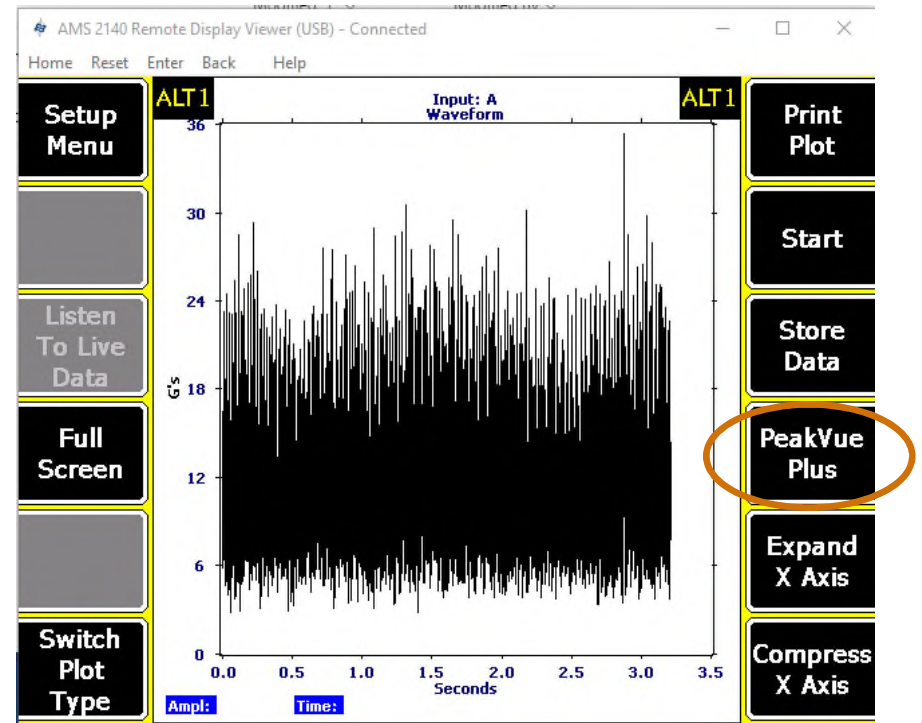 AMS 2140 Remote Display Viewer (USB) - Connected
Home Reset Enter Back Help
Setup
Menu
Listen
To Live
Data
Full
Screen
Switch
Plot
Type
ALT1
ALT1
Input: A
Waveform
36
30
24
18
12
6
0
G's
0.0 0.5 1.0 1.5 2.0 2.5 3.0 3.5
Seconds
Ampl: Time:
Print
Plot
Start
Store
Data
PeakVue
Plus
Expand
X Axis
Compress
X Axis